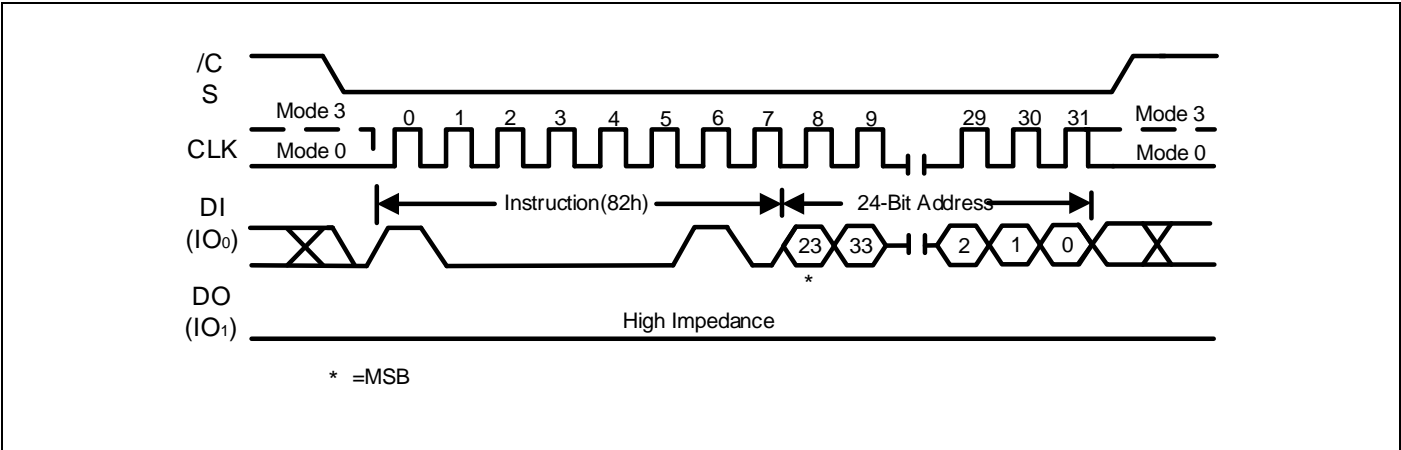 /C
S
Mode 3
0 1 2 3 4 5 6 7 8 9 29 30 31
Mode 3
CLK
Mode 0
Mode 0
DI
(IO₀)
Instruction(82h)
24-Bit Address
23 33 2 1 0
*
DO
(IO₁)
High Impedance
* =MSB